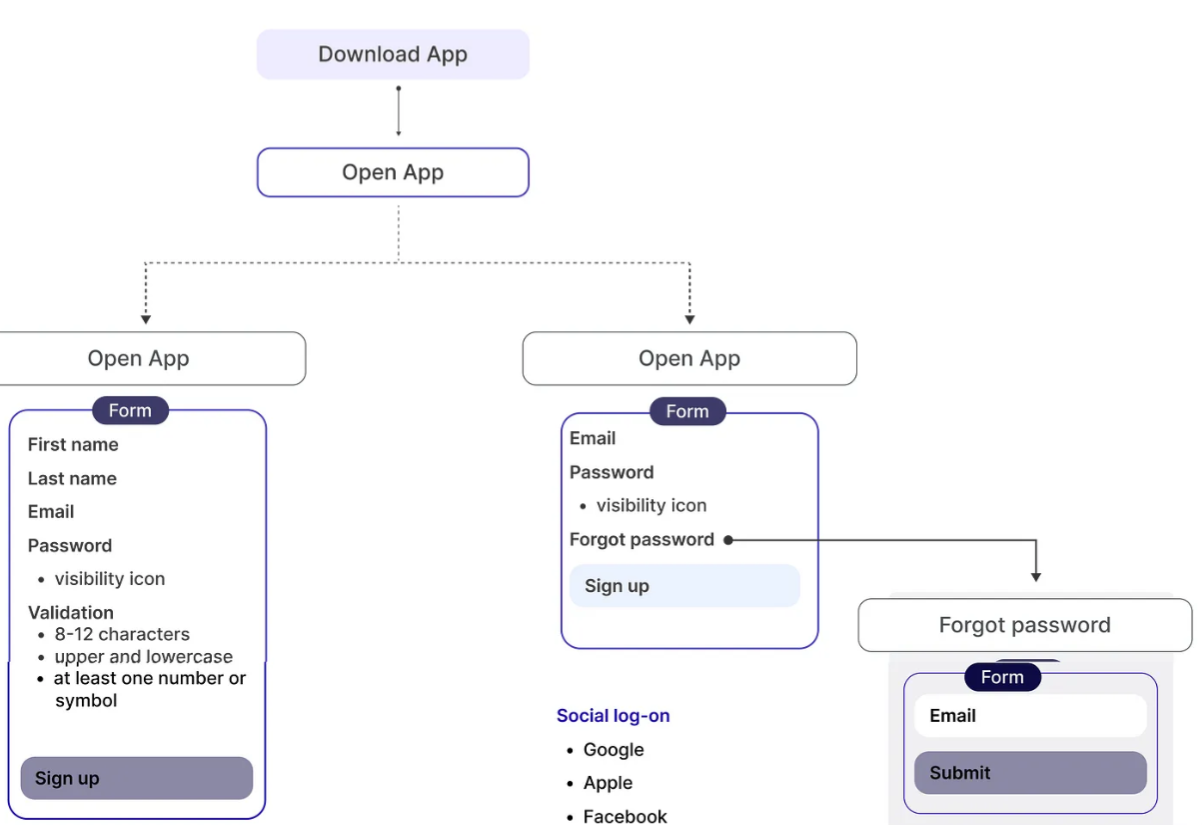 Download App
Open App
Open App
Form
First name
Last name
Email
Password
• visibility icon
Validation
• 8-12 characters
• upper and lowercase
• at least one number or
symbol
Sign up
Open App
Form
Email
Password
• visibility icon
Forgot password
Sign up
Social log-on
• Google
• Apple
• Facebook
Forgot password
Form
Email
Submit